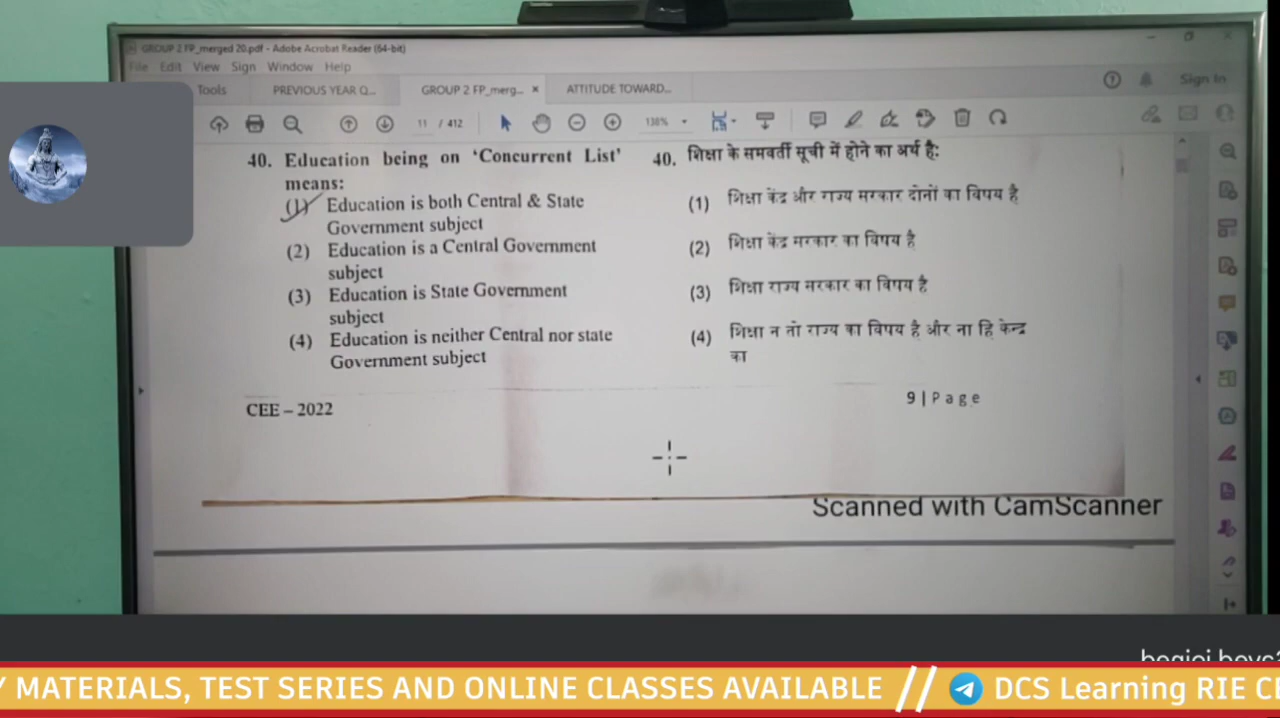 GROUP 2 FP_merged 20.pdf - Adobe Acrobat Reader (64-bit)
File Edit View Sign Window Help
Tools PREVIOUS YEAR Q... GROUP 2 FP_merg... × ATTITUDE TOWARD... Sign In
11 / 412 138%
40. Education being on ‘Concurrent List’
means:
(1) Education is both Central & State
Government subject
(2) Education is a Central Government
subject
(3) Education is State Government
subject
(4) Education is neither Central nor state
Government subject
40. शिक्षा के समवर्ती सूची में होने का अर्थ है:
(1) शिक्षा केंद्र और राज्य सरकार दोनों का विषय है
(2) शिक्षा केंद्र सरकार का विषय है
(3) शिक्षा राज्य सरकार का विषय है
(4) शिक्षा न तो राज्य का विषय है और ना हि केन्द्र
का
CEE – 2022
9 | Page
Scanned with CamScanner
MATERIALS, TEST SERIES AND ONLINE CLASSES AVAILABLE // DCS Learning RIE